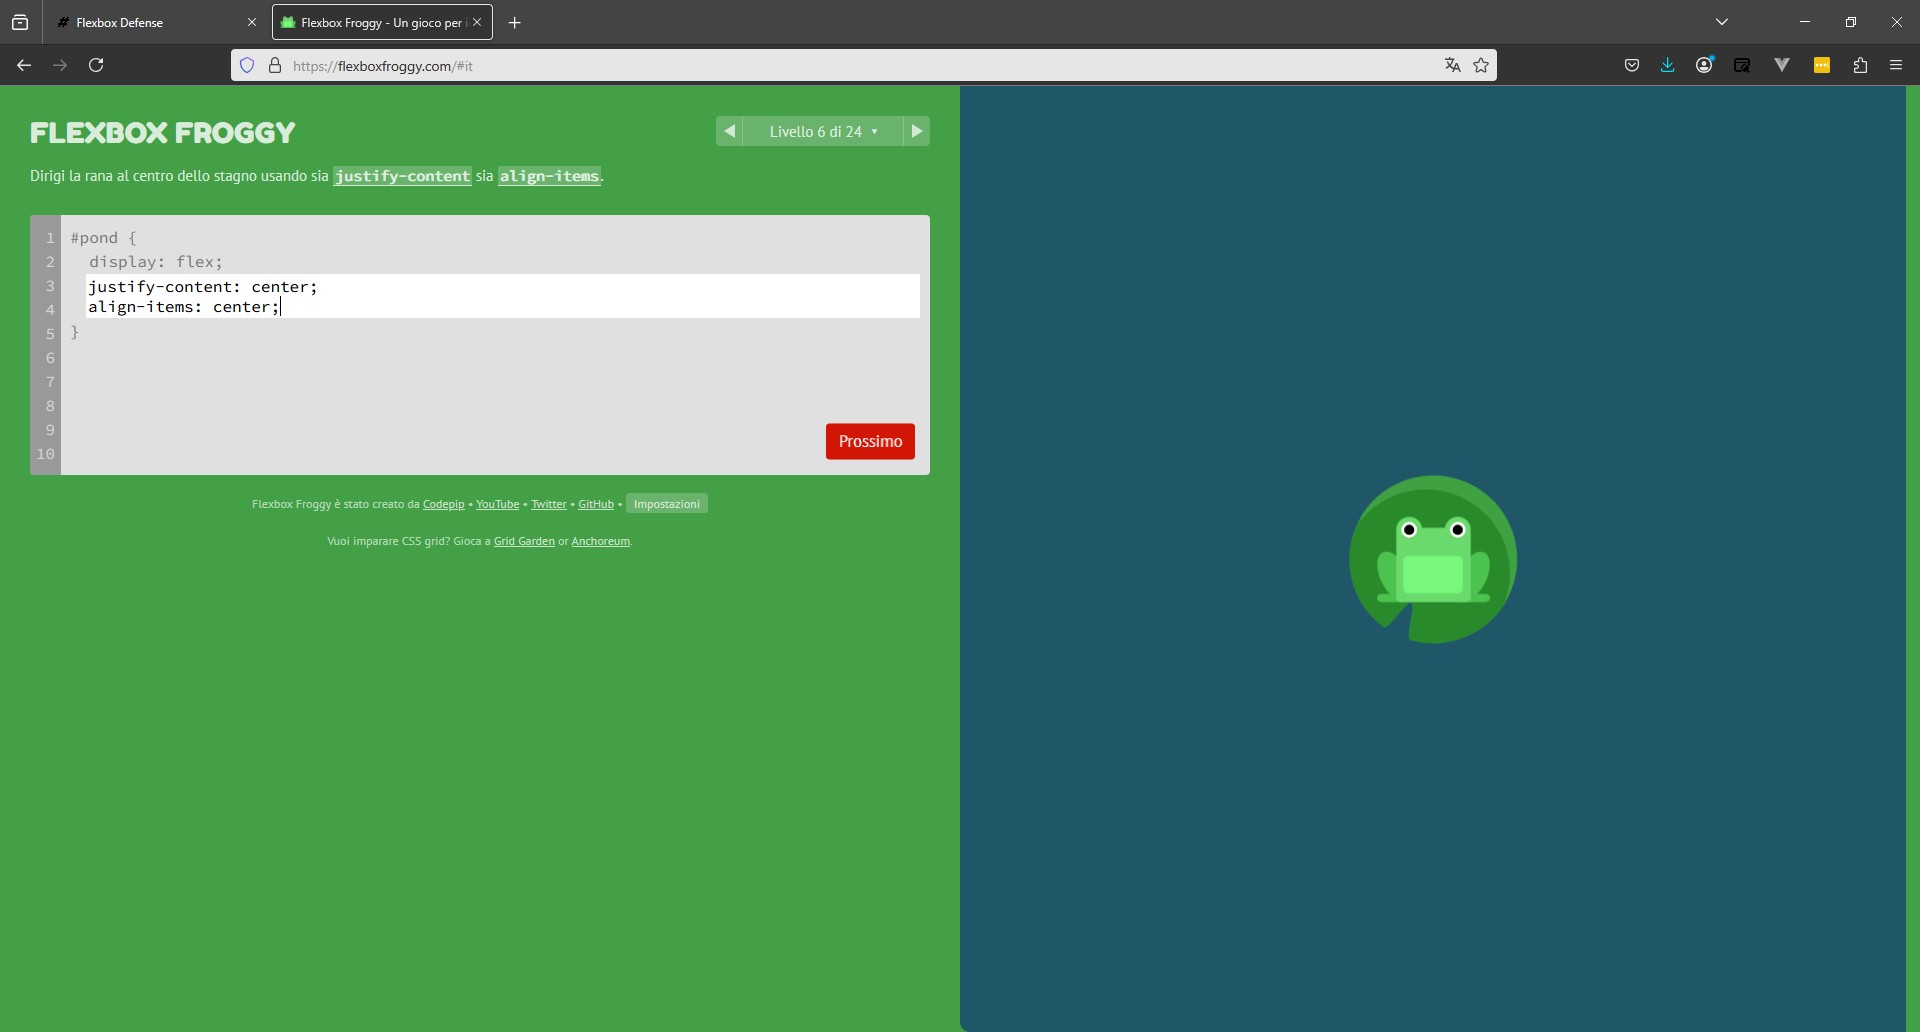 Flexbox Defense
Flexbox Froggy - Un gioco per i
https://flexboxfroggy.com/#it
FLEXBOX FROGGY
Livello 6 di 24 ▼
Dirigi la rana al centro dello stagno usando sia justify-content sia align-items.
1 #pond {
2 display: flex;
3 justify-content: center;
4 align-items: center;
5 }
6
7
8
9
10
Prossimo
Flexbox Froggy è stato creato da Codepip • YouTube • Twitter • GitHub • Impostazioni
Vuoi imparare CSS grid? Gioca a Grid Garden or Anchoreum.